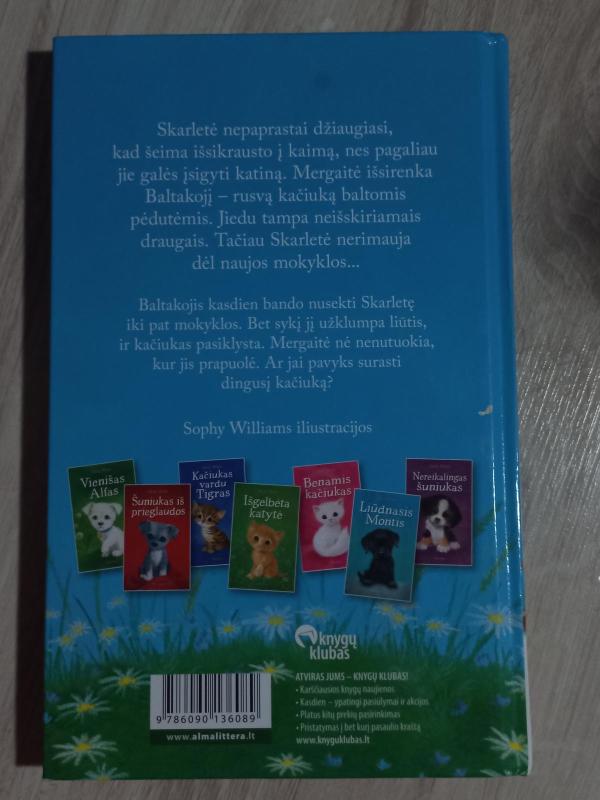 Skarletė nepaprastai džiaugiasi,
kad šeima išsikrausto į kaimą, nes pagaliau
jie galės įsigyti katiną. Mergaitė išsirenka
Baltakojį – rusvą kačiuką baltomis
pėdutėmis. Jiedu tampa neišskiriamais
draugais. Tačiau Skarletė nerimauja
dėl naujos mokyklos...
Baltakojis kasdien bando nusekti Skarletę
iki pat mokyklos. Bet sykį jį užklumpa liūtis,
ir kačiukas pasiklysta. Mergaitė nė nenutuokia,
kur jis prapuolė. Ar jai pavyks surasti
dingusį kačiuką?
Sophy Williams iliustracijos
Vienišas
Alfas
Šuniukas iš
prieglaudos
Kačiukas
vardu
Tigras
Išgelbėta
katytė
Benamis
kačiukas
Liūdnasis
Montis
Nereikalingas
šuniukas
knygų
klubas
ATVIRAS JUMS – KNYGŲ KLUBAS!
• Karščiausios knygų naujienos
• Kasdien – ypatingi pasiūlymai ir akcijos
• Platus kitų prekių pasirinkimas
• Pristatymas į bet kurį pasaulio kraštą
www.knyguklubas.lt
9 786090 136089
www.almalittera.lt